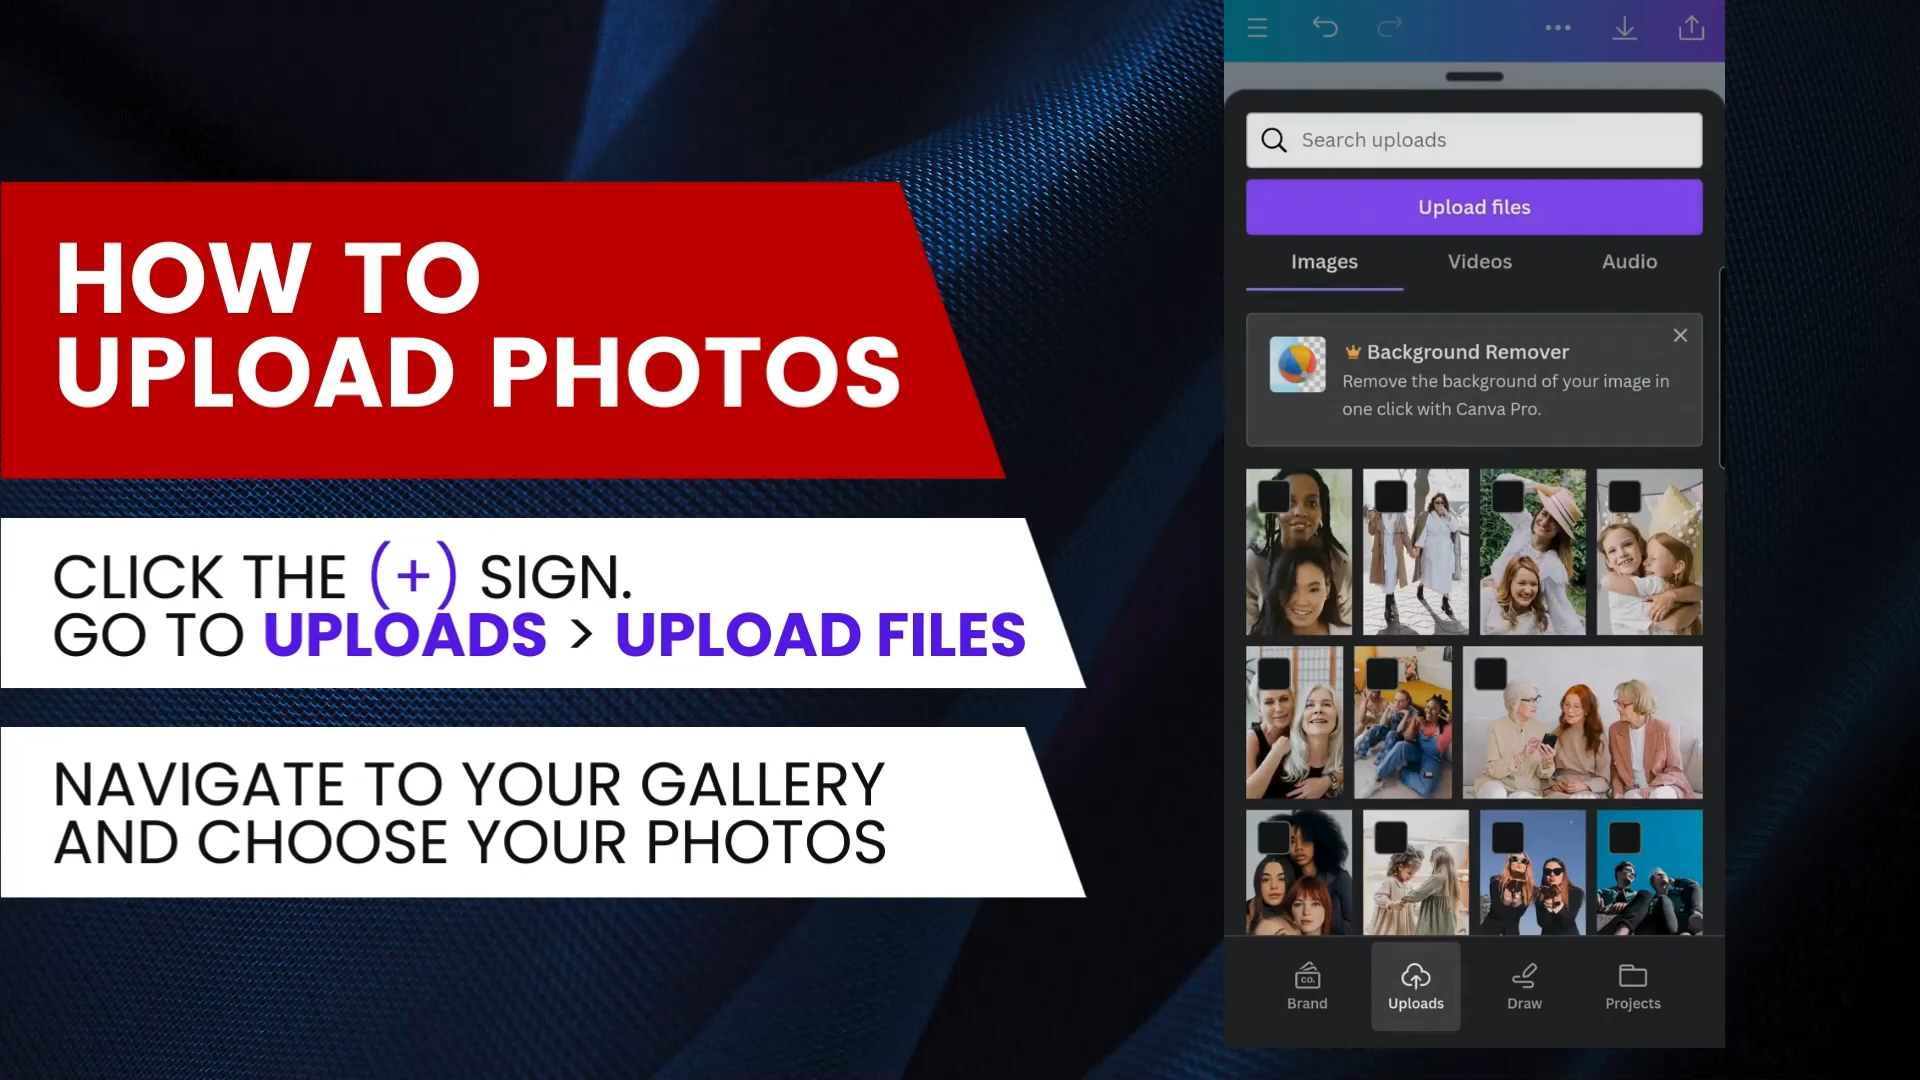 HOW TO
UPLOAD PHOTOS
CLICK THE (+) SIGN.
GO TO UPLOADS > UPLOAD FILES
NAVIGATE TO YOUR GALLERY
AND CHOOSE YOUR PHOTOS
Search uploads
Upload files
Images Videos Audio
Background Remover
Remove the background of your image in
one click with Canva Pro.
CO.
Brand Uploads Draw Projects